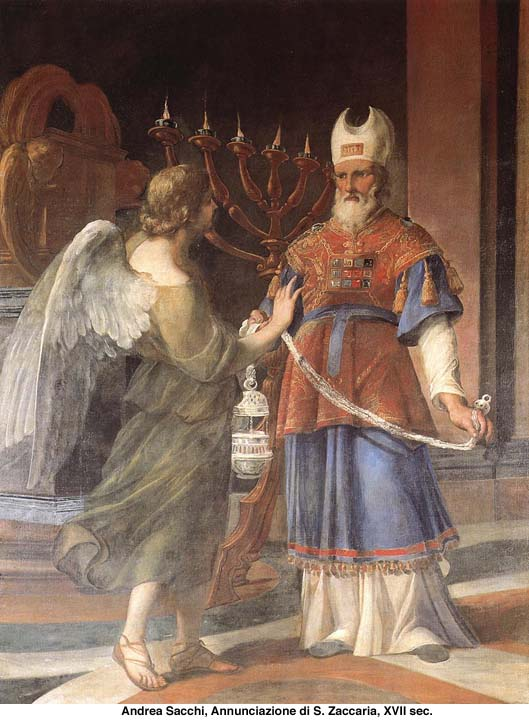 Andrea Sacchi, Annunciazione di S. Zaccaria, XVII sec.